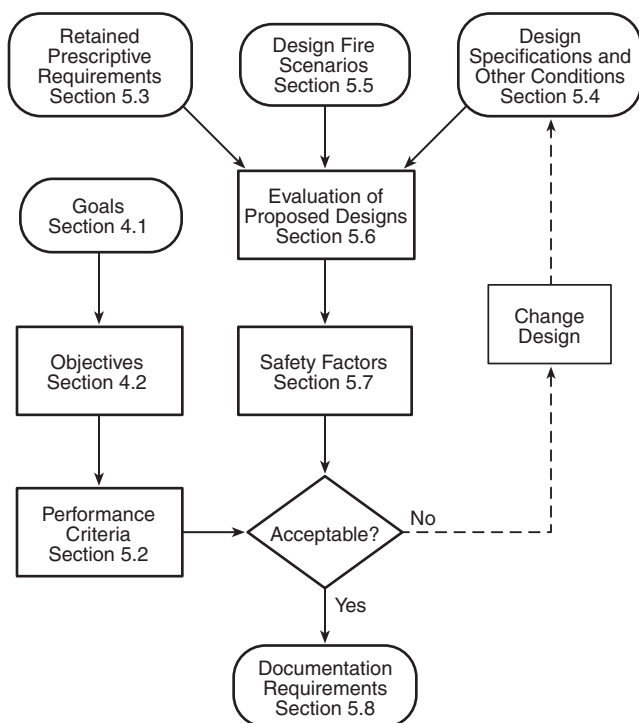 Retained
Prescriptive
Requirements
Section 5.3
Design Fire
Scenarios
Section 5.5
Design
Specifications and
Other Conditions
Section 5.4
Goals
Section 4.1
Evaluation of
Proposed Designs
Section 5.6
Objectives
Section 4.2
Safety Factors
Section 5.7
Change
Design
Performance
Criteria
Section 5.2
Acceptable?
No
Yes
Documentation
Requirements
Section 5.8